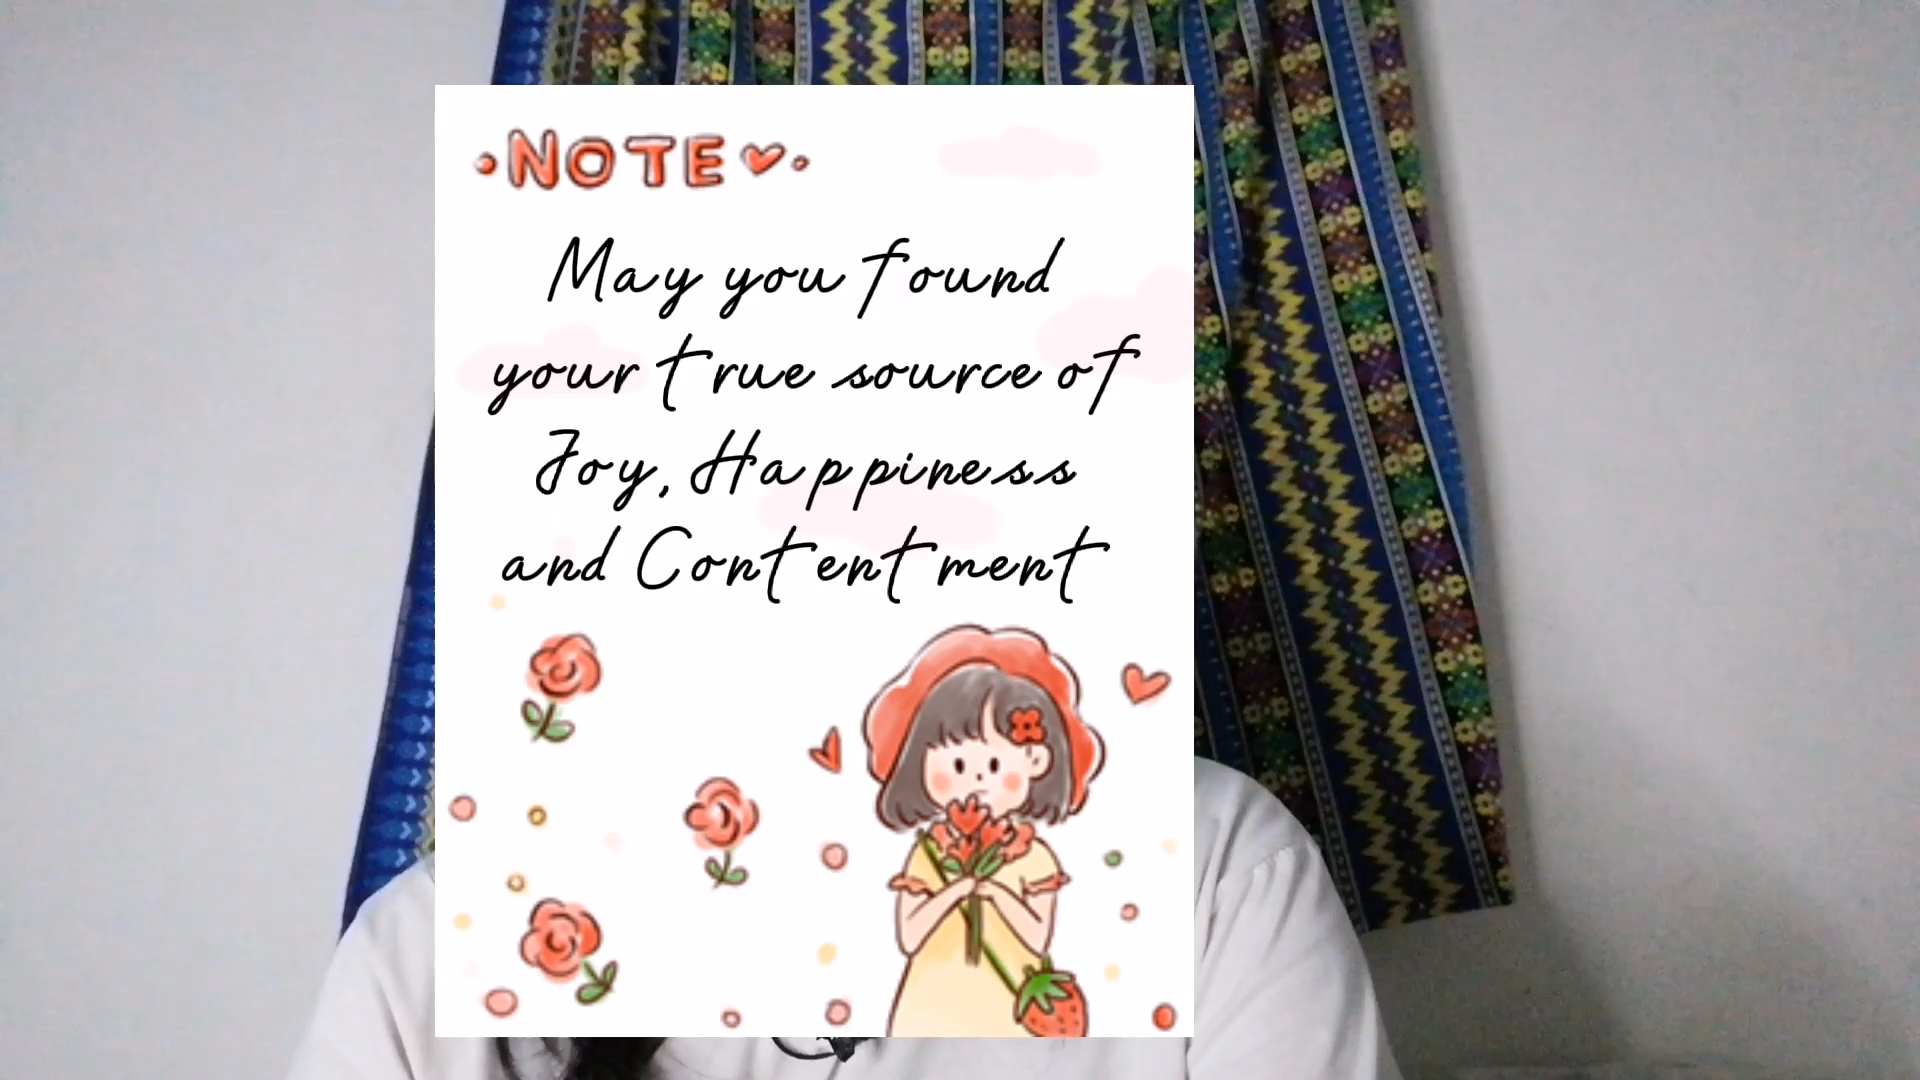 NOTE
May you found
your true source of
Joy, Happiness
and Contentment